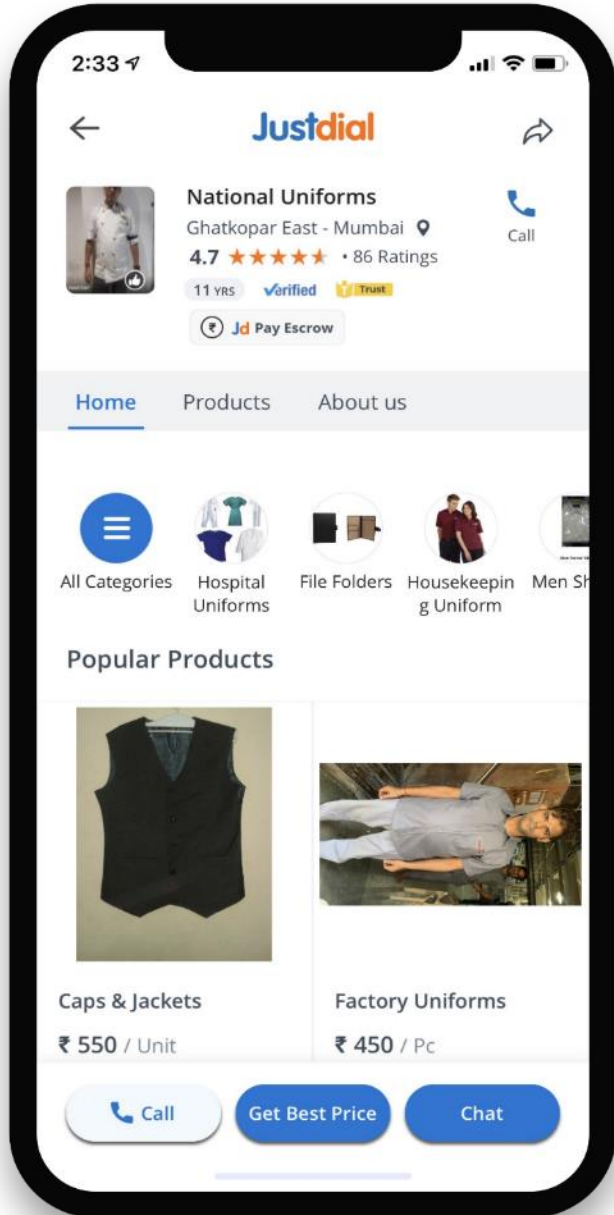 2:33
Justdial
National Uniforms
Ghatkopar East - Mumbai
Call
4.7 • 86 Ratings
11 YRS Verified Trust
₹ Jd Pay Escrow
Home Products About us
All Categories Hospital Uniforms File Folders Housekeepin
g Uniform Men Sh
Popular Products
Caps & Jackets Factory Uniforms
₹ 550 / Unit ₹ 450 / Pc
Call Get Best Price Chat